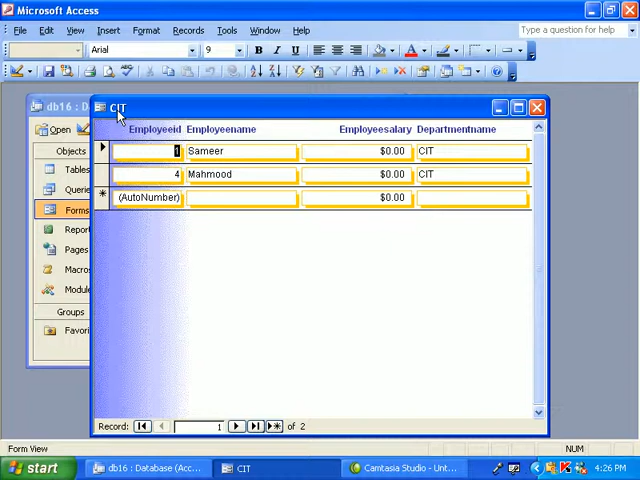 Microsoft Access
File Edit View Insert Format Records Tools Window Help
Type a question for help
Arial 9 B I U
db16 : Da
CIT
Open
Objects
Tables
Querie
Forms
Report
Pages
Macros
Module
Groups
Favori
Employeeid Employeename Employeesalary Departmentname
1 Sameer $0.00 CIT
4 Mahmood $0.00 CIT
(AutoNumber) $0.00
Record: 1 of 2
Form View NUM
start db16 : Database (Acc... CIT Camtasia Studio - Unt... 4:26 PM